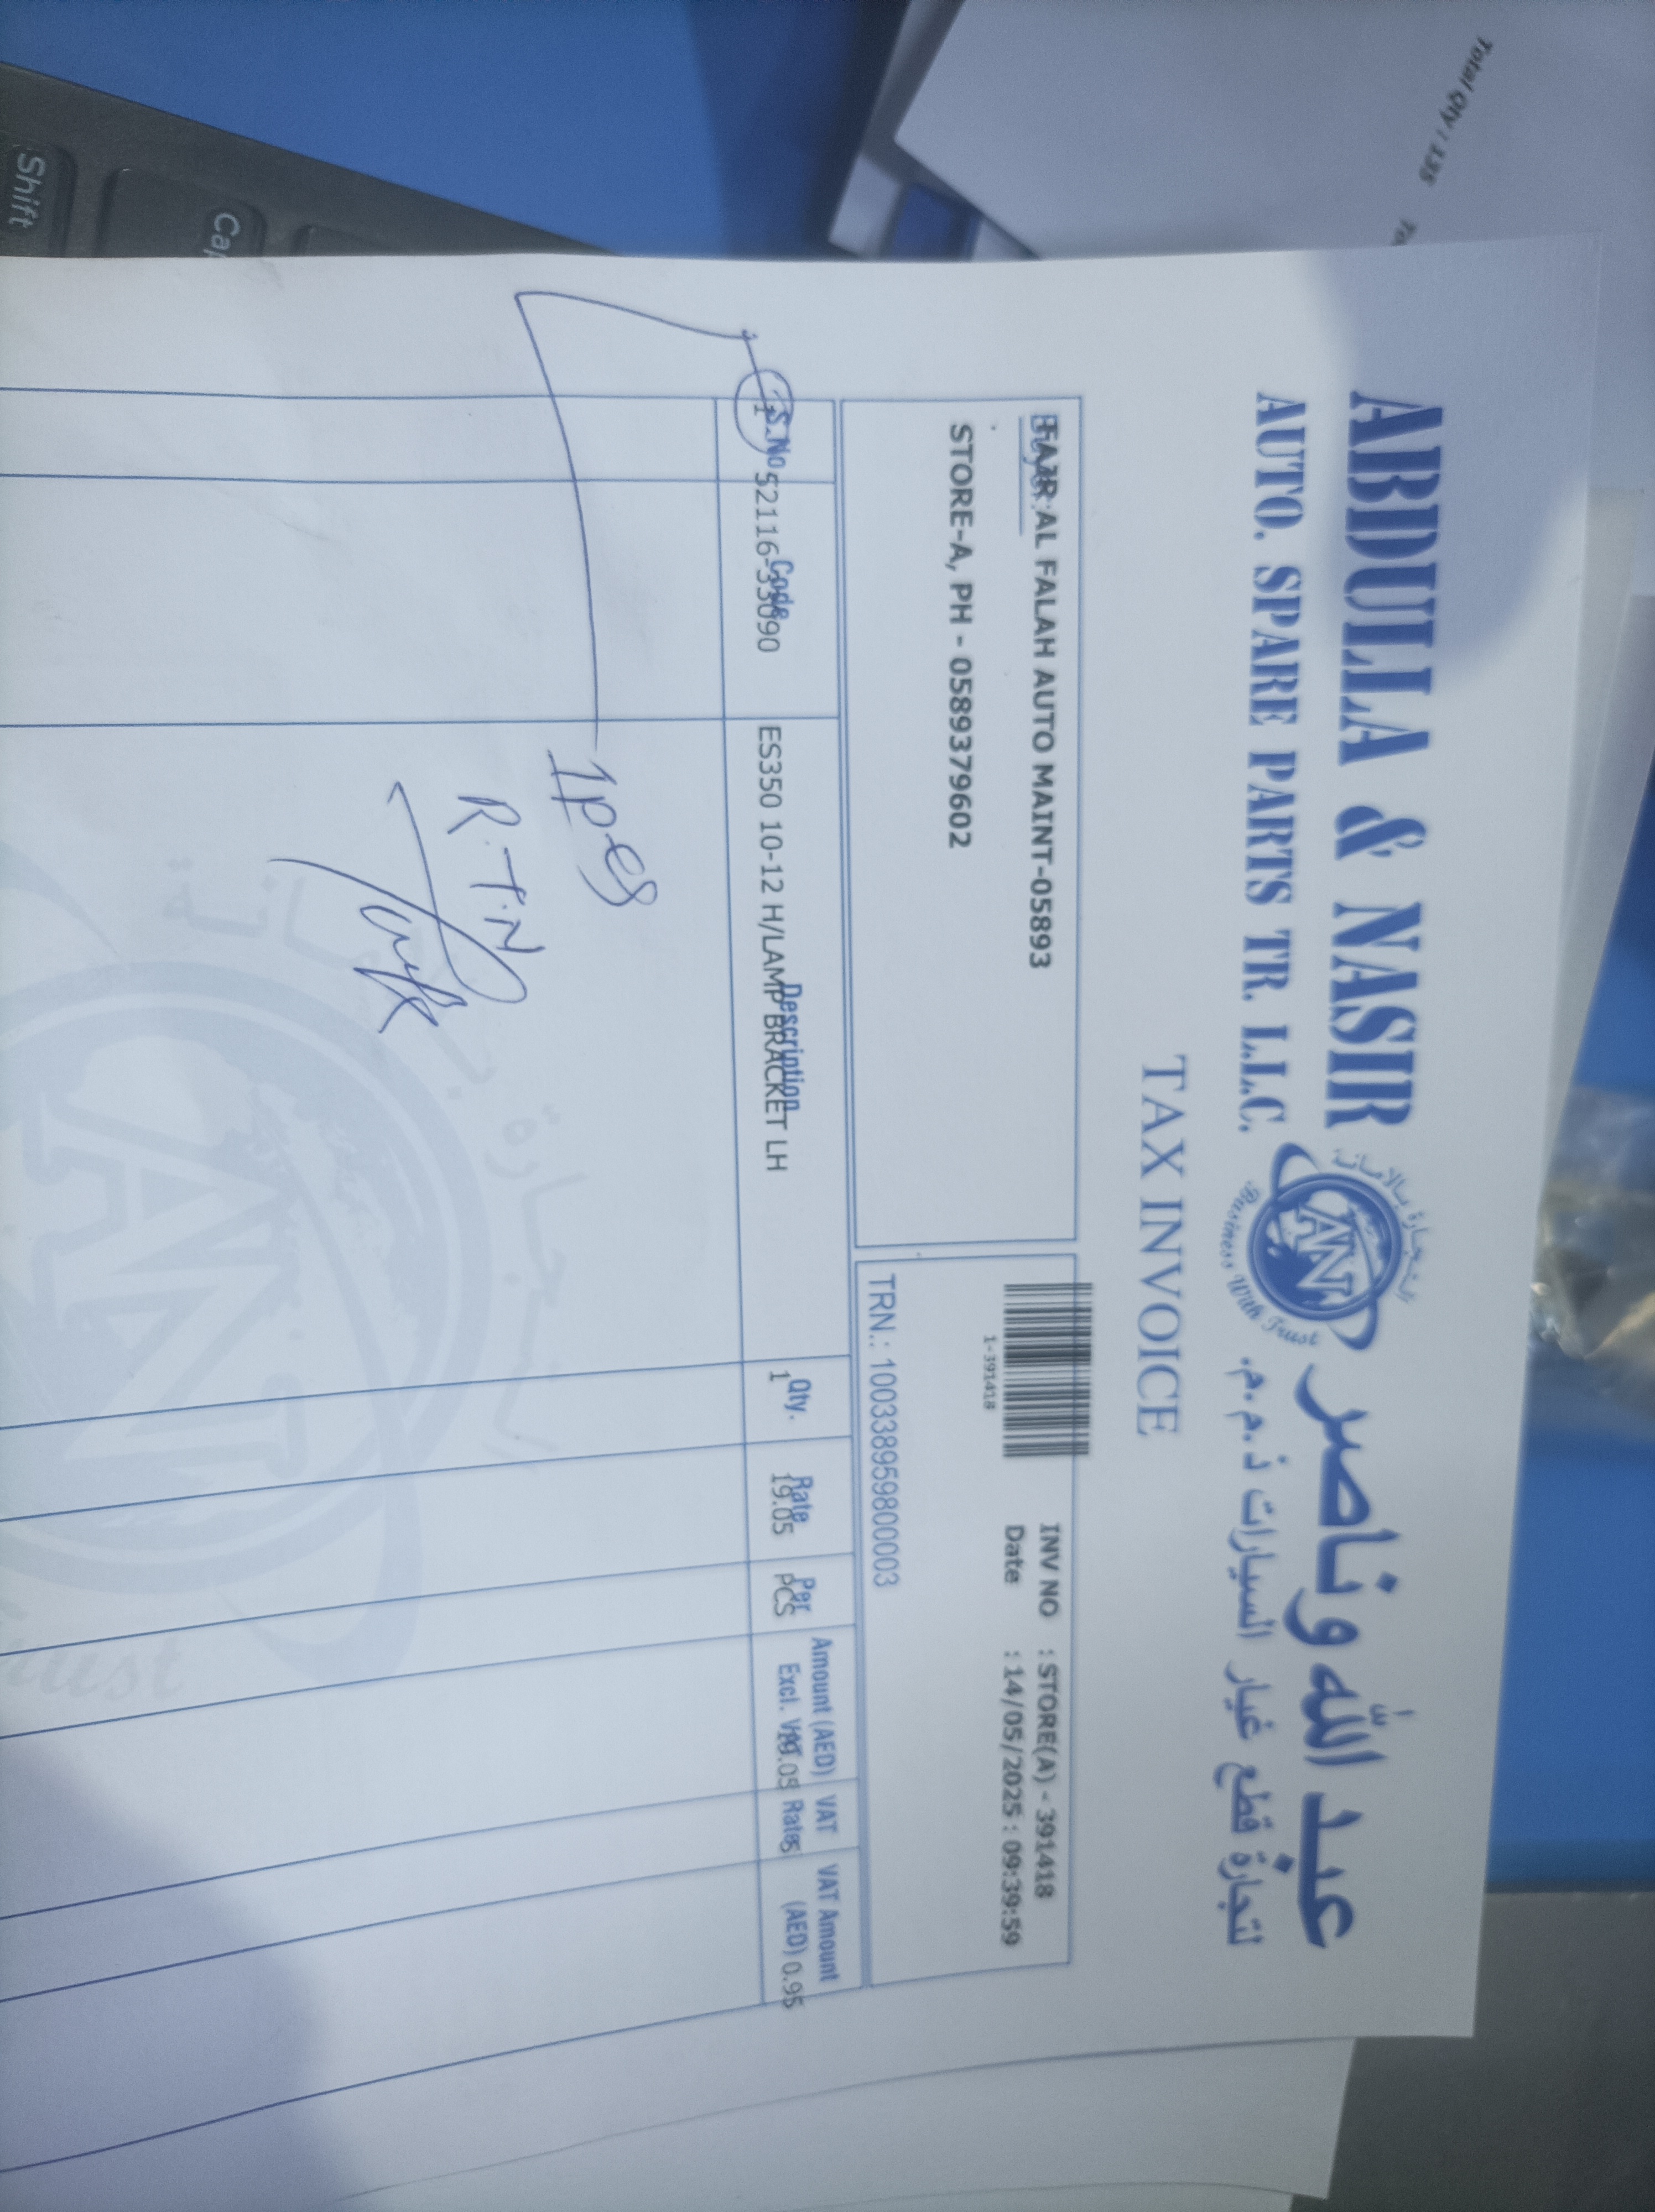 Total Qty : 135
Shift
ABDULLA & NASIR
AUTO. SPARE PARTS TR. L.L.C.
عبد الله وناصر
لتجارة قطع غيار السيارات ذ.م.م.
التجارة بالأمانة
AN
Business With Trust
TAX INVOICE
FAJR AL FALAH AUTO MAINT-05893
STORE-A, PH - 0589379602
1-391418
INV NO : STORE(A) - 391418
Date : 14/05/2025 : 09:39:59
TRN.: 100338959800003
S.No Code Description Qty. Rate Per Amount (AED) Excl. VAT VAT Rate VAT Amount (AED)
1 52116-33090 ES350 10-12 H/LAMP BRACKET LH 1 19.05 PCS 19.05 5 0.95
1pes
R.T.N